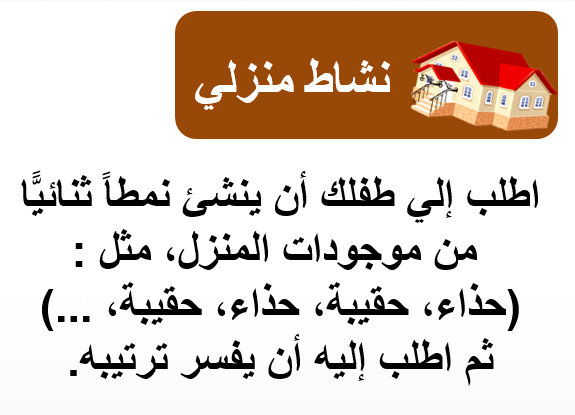 نشاط منزلي
اطلب إلي طفلك أن ينشئ نمطاً ثنائيًّا
من موجودات المنزل، مثل :
(حذاء، حقيبة، حذاء، حقيبة، ...)
ثم اطلب إليه أن يفسر ترتيبه.